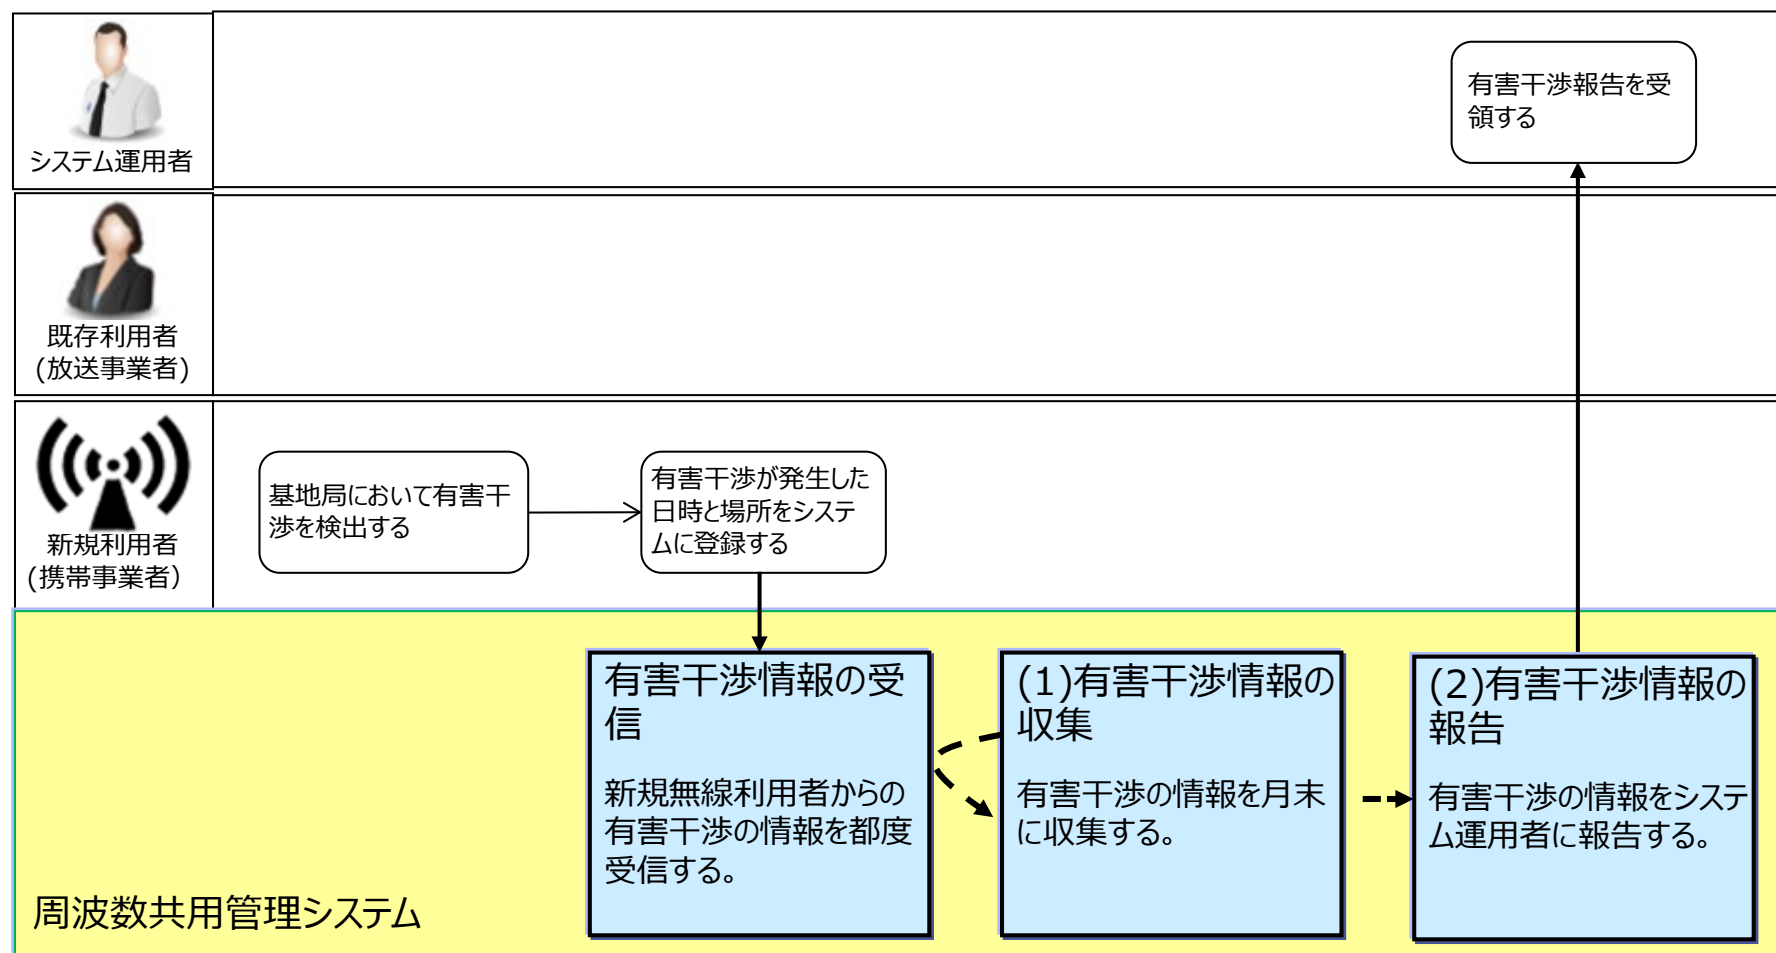 有害干渉報告を受
領する
システム運用者
既存利用者
(放送事業者)
基地局において有害干
渉を検出する
有害干渉が発生した
日時と場所をシステ
ムに登録する
新規利用者
(携帯事業者）
有害干渉情報の受
信
新規無線利用者からの
有害干渉の情報を都度
受信する。
(1)有害干渉情報の
収集
有害干渉の情報を月末
に収集する。
(2)有害干渉情報の
報告
有害干渉の情報をシステ
ム運用者に報告する。
周波数共用管理システム